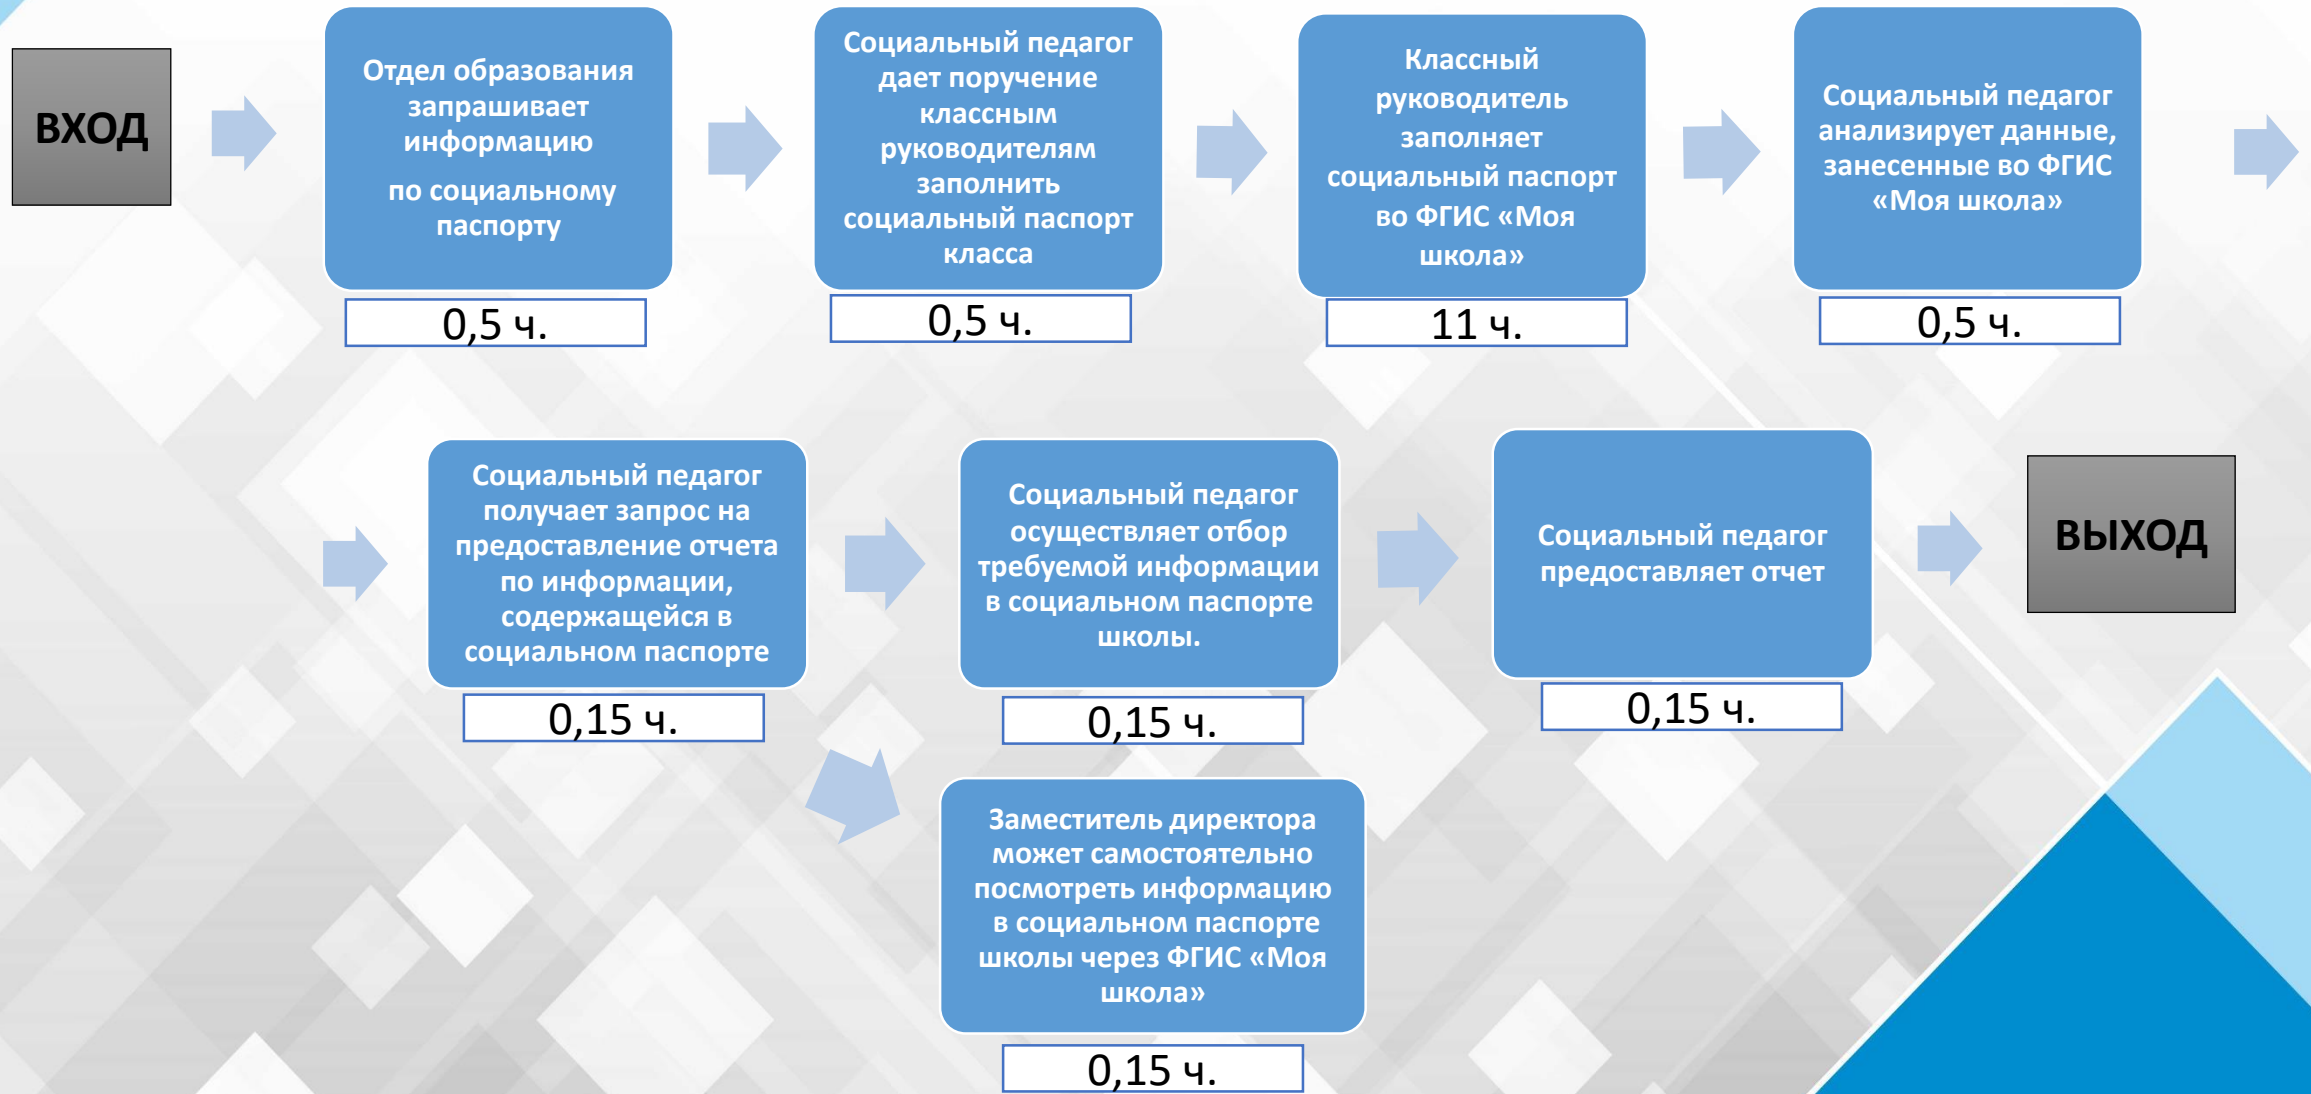 ВХОД
Отдел образования
запрашивает
информацию
по социальному
паспорту
0,5 ч.
Социальный педагог
дает поручение
классным
руководителям
заполнить
социальный паспорт
класса
0,5 ч.
Классный
руководитель
заполняет
социальный паспорт
во ФГИС «Моя
школа»
11 ч.
Социальный педагог
анализирует данные,
занесенные во ФГИС
«Моя школа»
0,5 ч.
Социальный педагог
получает запрос на
предоставление отчета
по информации,
содержащейся в
социальном паспорте
0,15 ч.
Социальный педагог
осуществляет отбор
требуемой информации
в социальном паспорте
школы.
0,15 ч.
Социальный педагог
предоставляет отчет
0,15 ч.
ВЫХОД
Заместитель директора
может самостоятельно
посмотреть информацию
в социальном паспорте
школы через ФГИС «Моя
школа»
0,15 ч.